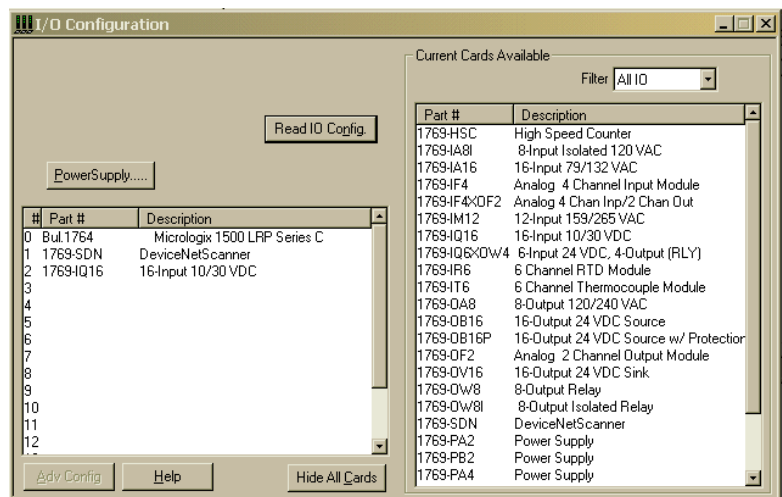 I/O Configuration
Current Cards Available
Filter All IO
Read IO Config.
PowerSupply.....
# Part # Description
0 Bul.1764 Micrologix 1500 LRP Series C
1 1769-SDN DeviceNetScanner
2 1769-IQ16 16-Input 10/30 VDC
3
4
5
6
7
8
9
10
11
12
Adv Config Help Hide All Cards
Part # Description
1769-HSC High Speed Counter
1769-IA8I 8-Input Isolated 120 VAC
1769-IA16 16-Input 79/132 VAC
1769-IF4 Analog 4 Channel Input Module
1769-IF4XOF2 Analog 4 Chan Inp/2 Chan Out
1769-IM12 12-Input 159/265 VAC
1769-IQ16 16-Input 10/30 VDC
1769-IQ6XOW4 6-Input 24 VDC, 4-Output (RLY)
1769-IR6 6 Channel RTD Module
1769-IT6 6 Channel Thermocouple Module
1769-OA8 8-Output 120/240 VAC
1769-OB16 16-Output 24 VDC Source
1769-OB16P 16-Output 24 VDC Source w/ Protection
1769-OF2 Analog 2 Channel Output Module
1769-OV16 16-Output 24 VDC Sink
1769-OW8 8-Output Relay
1769-OW8I 8-Output Isolated Relay
1769-SDN DeviceNetScanner
1769-PA2 Power Supply
1769-PB2 Power Supply
1769-PA4 Power Supply